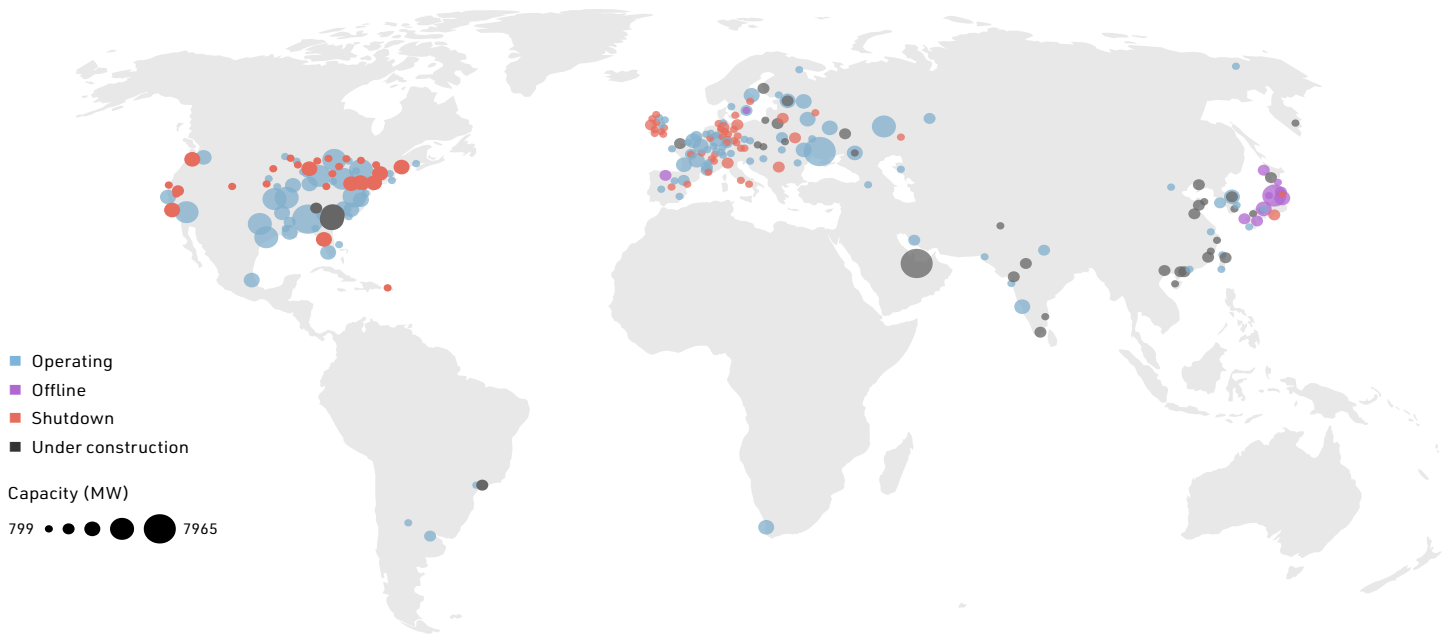 Operating
Offline
Shutdown
Under construction
Capacity (MW)
799 7965